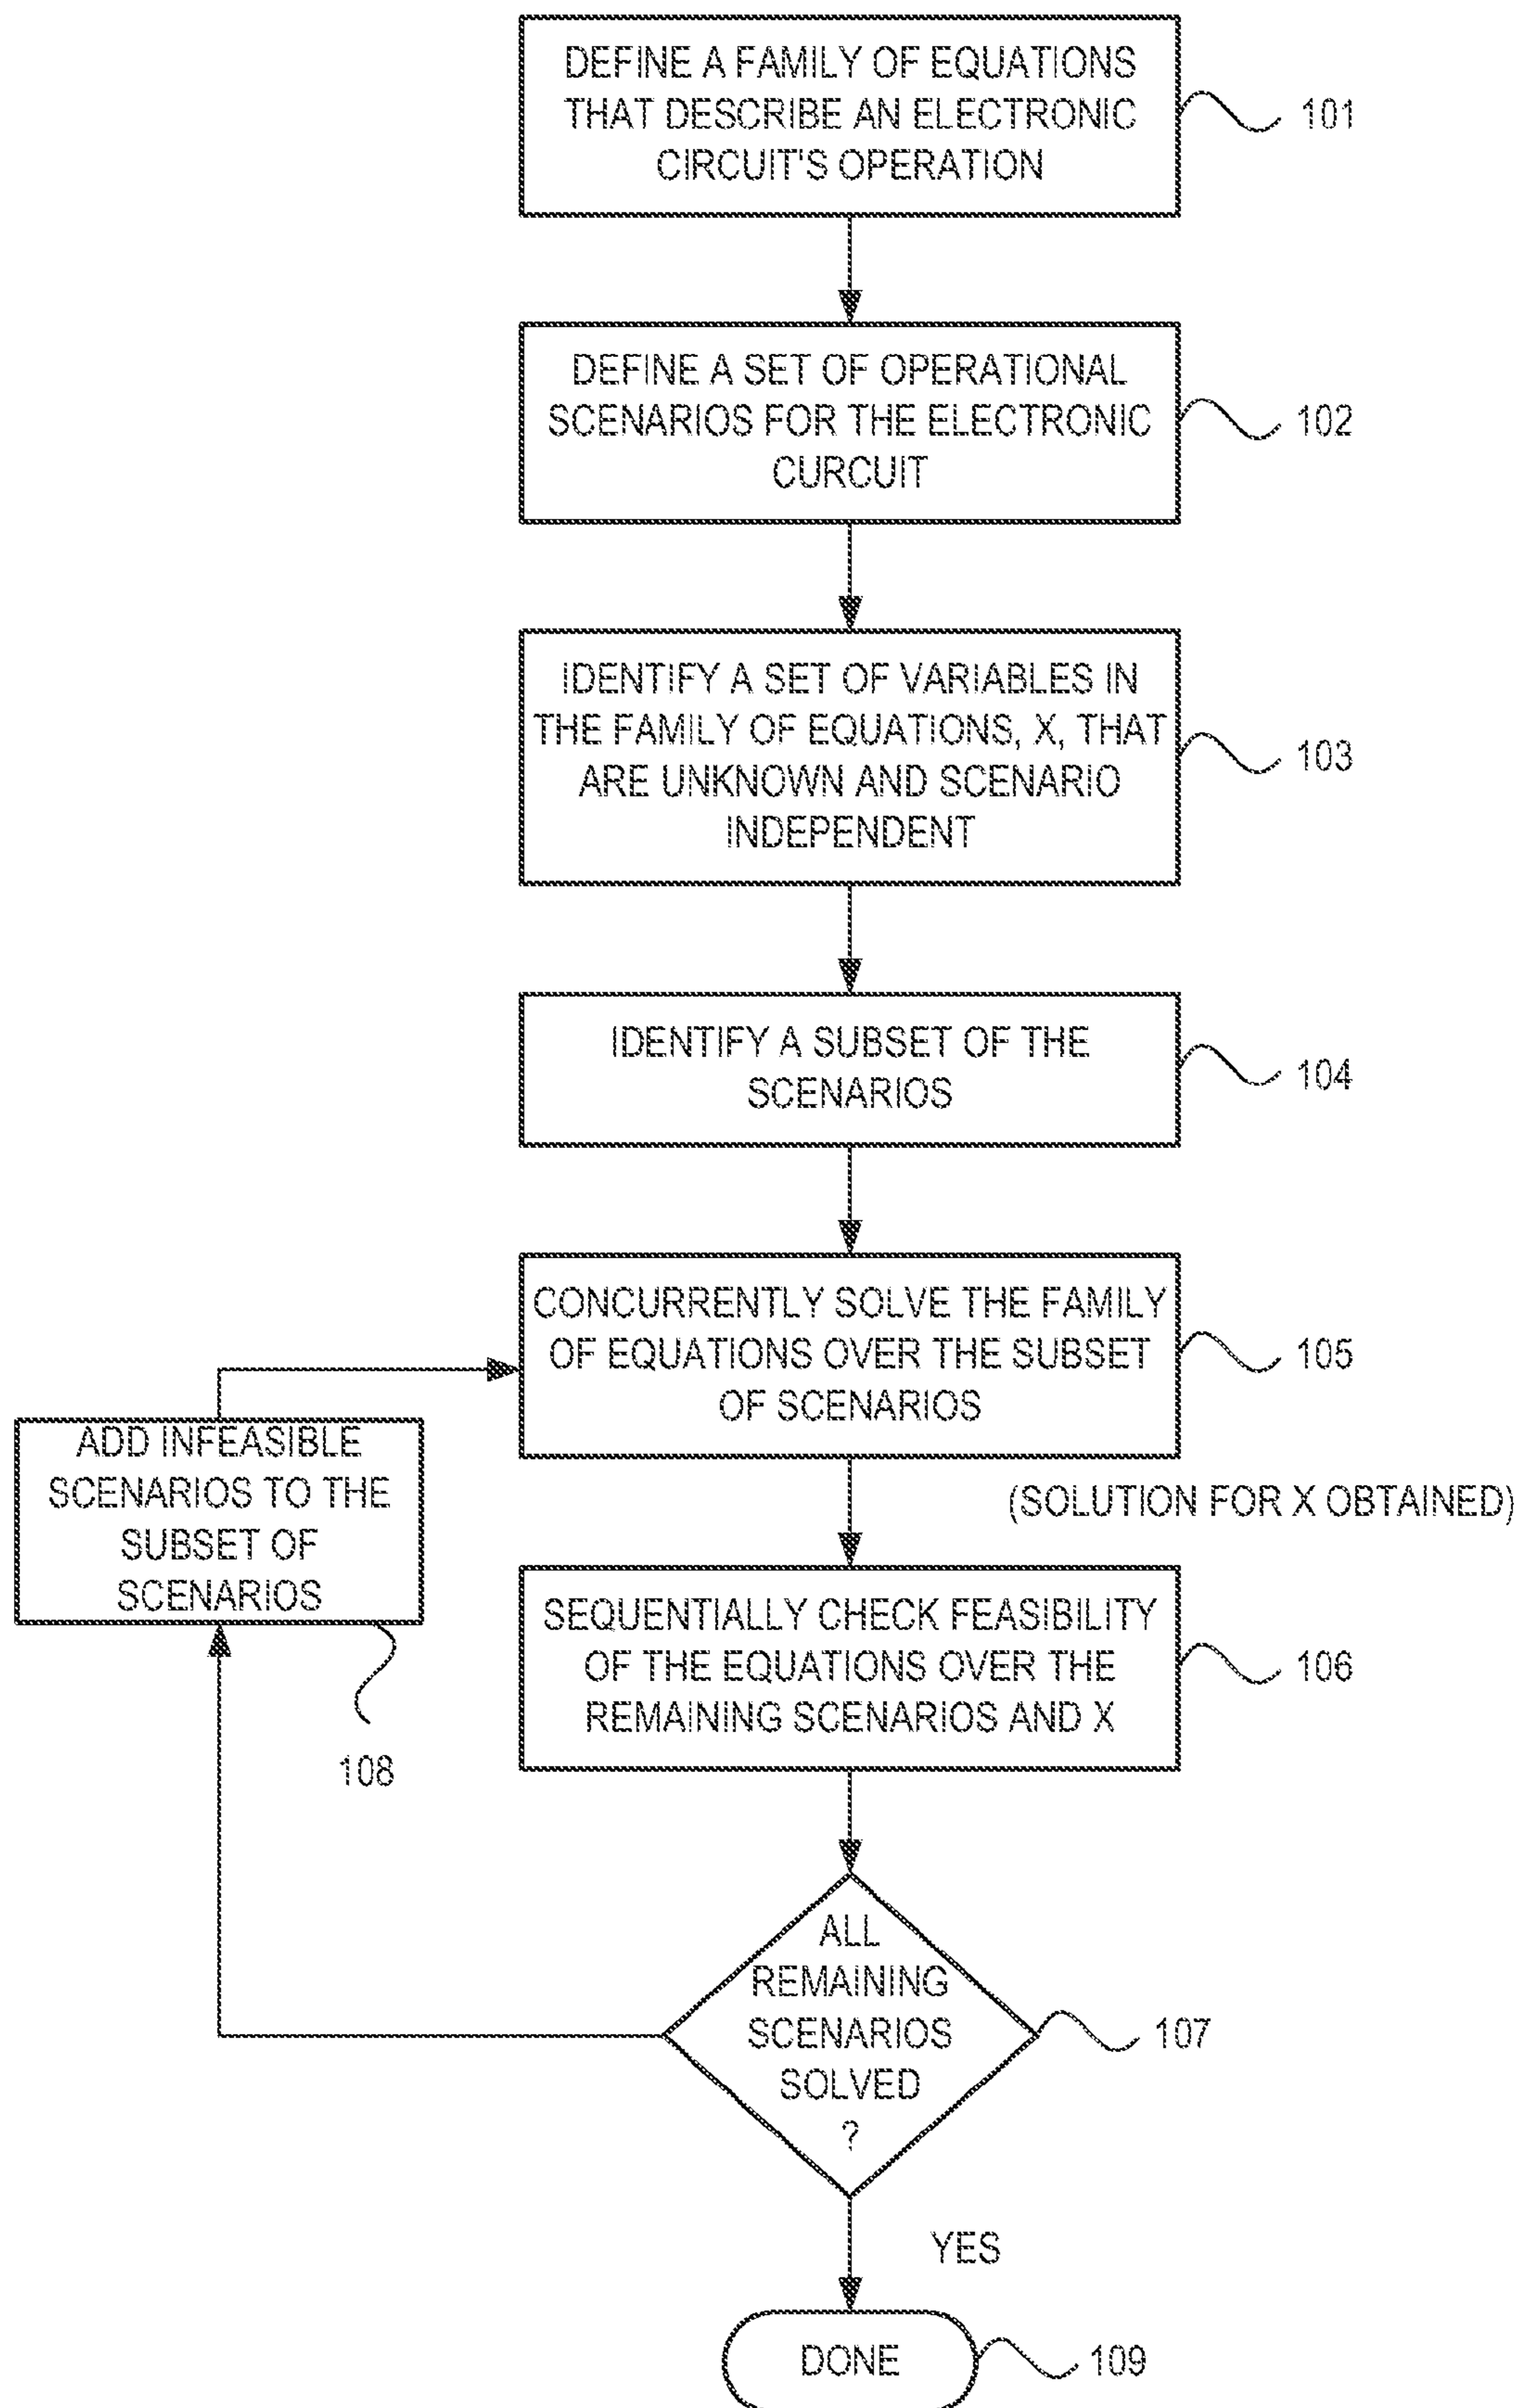 DEFINE A FAMILY OF EQUATIONS
THAT DESCRIBE AN ELECTRONIC
CIRCUIT'S OPERATION
101
DEFINE A SET OF OPERATIONAL
SCENARIOS FOR THE ELECTRONIC
CURCUIT
102
IDENTIFY A SET OF VARIABLES IN
THE FAMILY OF EQUATIONS, X, THAT
ARE UNKNOWN AND SCENARIO
INDEPENDENT
103
IDENTIFY A SUBSET OF THE
SCENARIOS
104
CONCURRENTLY SOLVE THE FAMILY
OF EQUATIONS OVER THE SUBSET
OF SCENARIOS
105
(SOLUTION FOR X OBTAINED)
ADD INFEASIBLE
SCENARIOS TO THE
SUBSET OF
SCENARIOS
108
SEQUENTIALLY CHECK FEASIBILITY
OF THE EQUATIONS OVER THE
REMAINING SCENARIOS AND X
106
ALL
REMAINING
SCENARIOS
SOLVED
?
107
YES
DONE
109